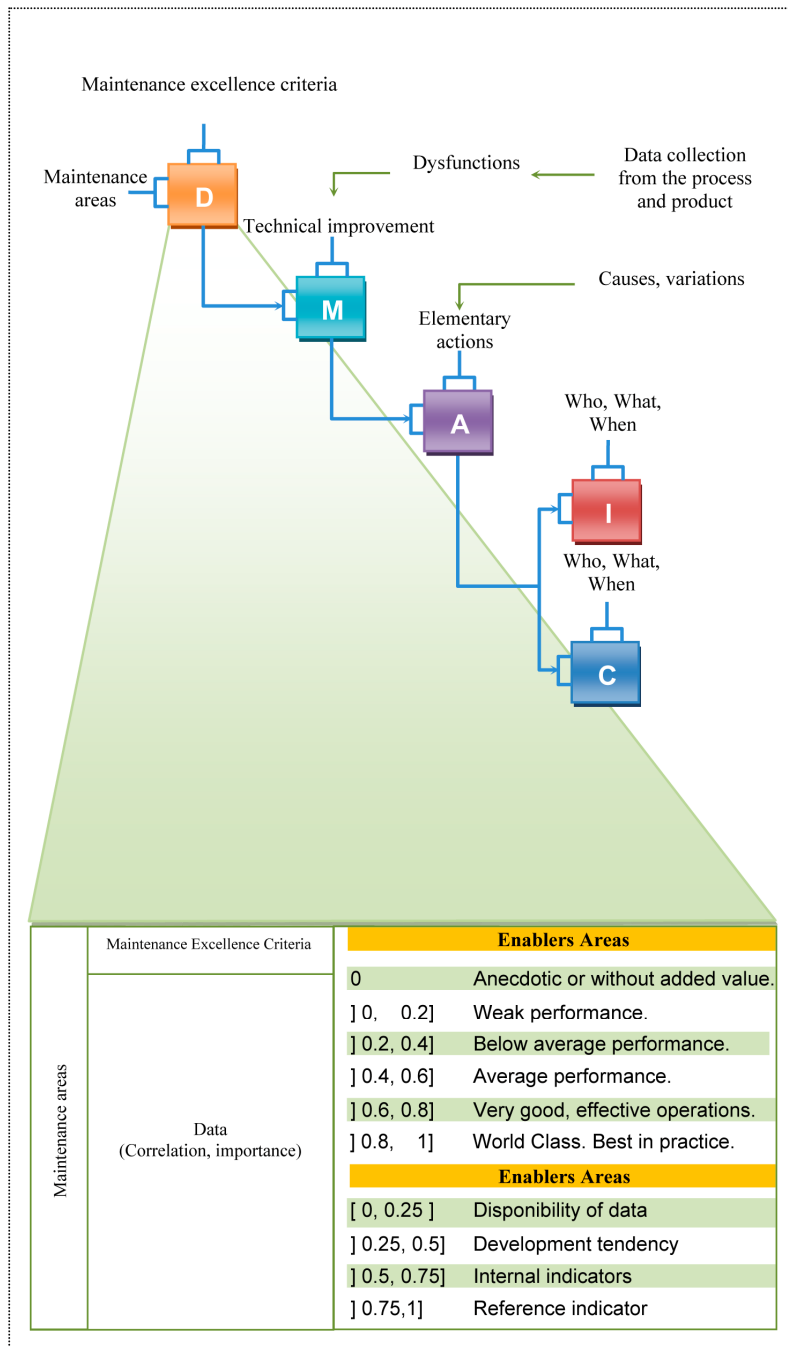 Maintenance excellence criteria
Maintenance
areas
D
Dysfunctions
Data collection
from the process
and product
Technical improvement
M
Causes, variations
Elementary
actions
A
Who, What,
When
I
Who, What,
When
C
Maintenance areas
Maintenance Excellence Criteria
Data
(Correlation, importance)
Enablers Areas
0 Anecdotic or without added value.
] 0, 0.2] Weak performance.
] 0.2, 0.4] Below average performance.
] 0.4, 0.6] Average performance.
] 0.6, 0.8] Very good, effective operations.
] 0.8, 1] World Class. Best in practice.
Enablers Areas
[ 0, 0.25 ] Disponibility of data
] 0.25, 0.5] Development tendency
] 0.5, 0.75] Internal indicators
] 0.75,1] Reference indicator